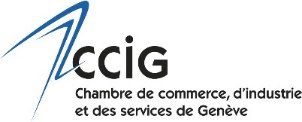 CCIG
Chambre de commerce, d'industrie
et des services de Genève